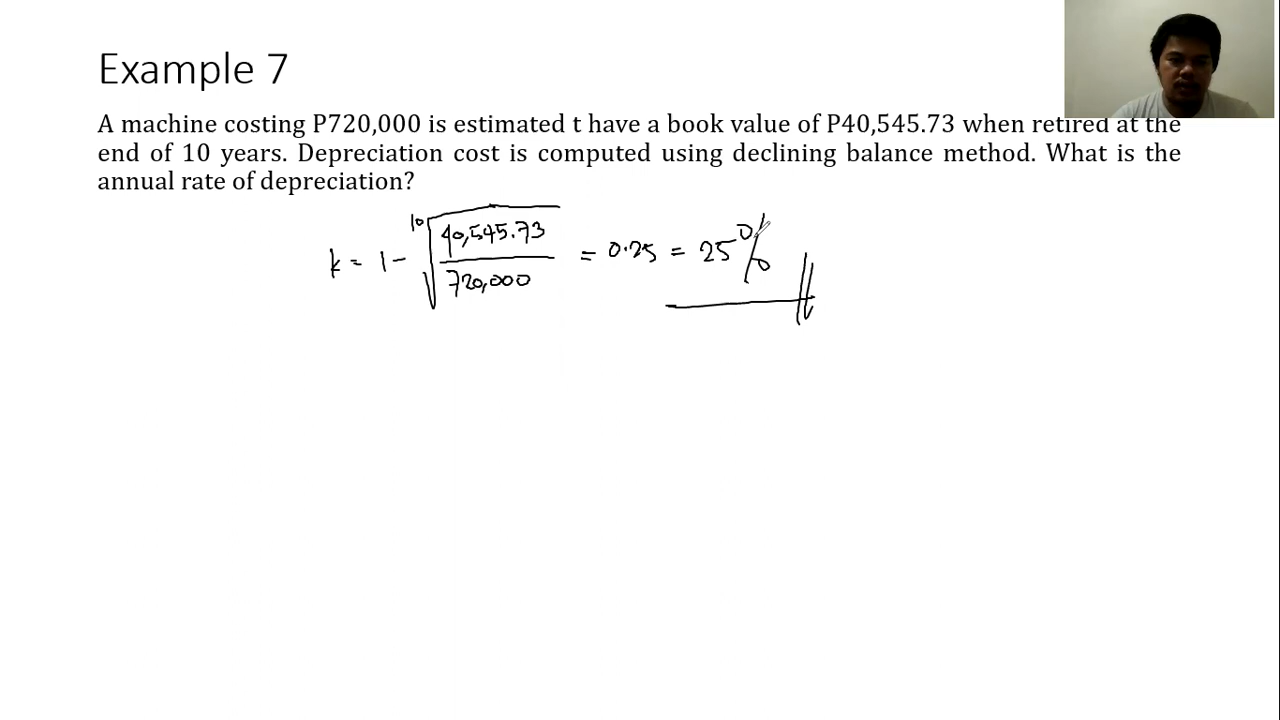 Example 7
A machine costing P720,000 is estimated t have a book value of P40,545.73 when retired at the
end of 10 years. Depreciation cost is computed using declining balance method. What is the
annual rate of depreciation?
k = 1 - \sqrt[10]{\frac{40,545.73}{720,000}} = 0.25 = 25%